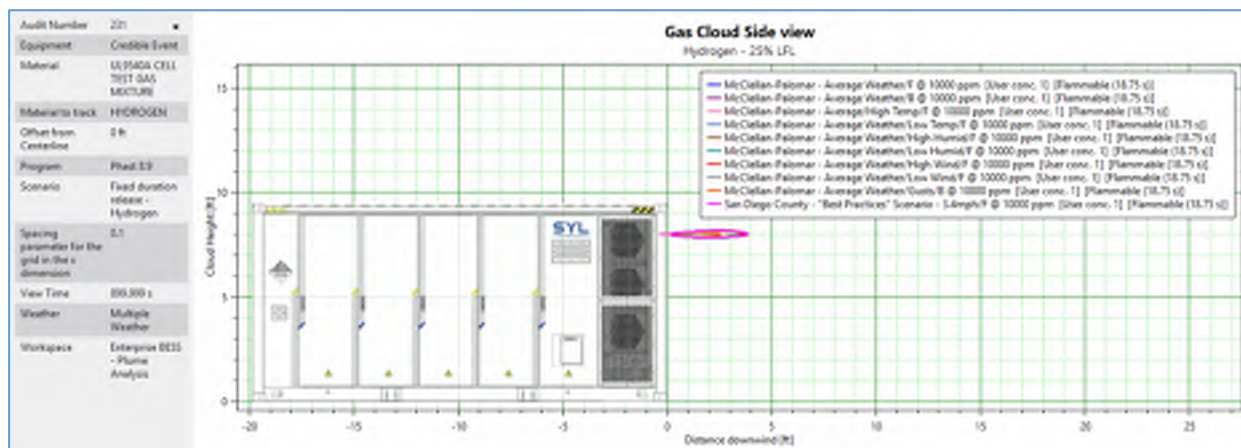 Audit Number 231
Equipment Credible Event
Material UL9540A CELL
TEST GAS
MIXTURE
Material to track HYDROGEN
Offset from 0 ft
Centerline
Program Phast 8.9
Scenario Fixed duration
release -
Hydrogen
Spacing 0.1
parameter for the
grid in the x
dimension
View Time
Weather Multiple
Weather
Workspace Enterprise BESS
- Plume
Analysis
Gas Cloud Side view
Hydrogen - 25% LFL
McClellan-Palomar - Average Weather/F @ 10000 ppm [User conc. 1] [Flammable (18.75 s)]
McClellan-Palomar - Average Weather/B @ 10000 ppm [User conc. 1] [Flammable (18.75 s)]
McClellan-Palomar - Average/High Temp/F @ 10000 ppm [User conc. 1] [Flammable (18.75 s)]
McClellan-Palomar - Average Weather/Low Temp/F @ 10000 ppm [User conc. 1] [Flammable (18.75 s)]
McClellan-Palomar - Average Weather/High Humid/F @ 10000 ppm [User conc. 1] [Flammable (18.75 s)]
McClellan-Palomar - Average Weather/Low Humid/F @ 10000 ppm [User conc. 1] [Flammable (18.75 s)]
McClellan-Palomar - Average Weather/High Wind/F @ 10000 ppm [User conc. 1] [Flammable (18.75 s)]
McClellan-Palomar - Average Weather/Low Wind/F @ 10000 ppm [User conc. 1] [Flammable (18.75 s)]
McClellan-Palomar - Average Weather/Gusts/B @ 10000 ppm [User conc. 1] [Flammable (18.75 s)]
San Diego County - "Best Practices" Scenario - 3.4mph/F @ 10000 ppm [User conc. 1] [Flammable (18.75 s)]
Cloud Height [ft]
15
10
5
0
SYL
-20 -15 -10 -5 0 5 10 15 20 25
Distance downwind [ft]